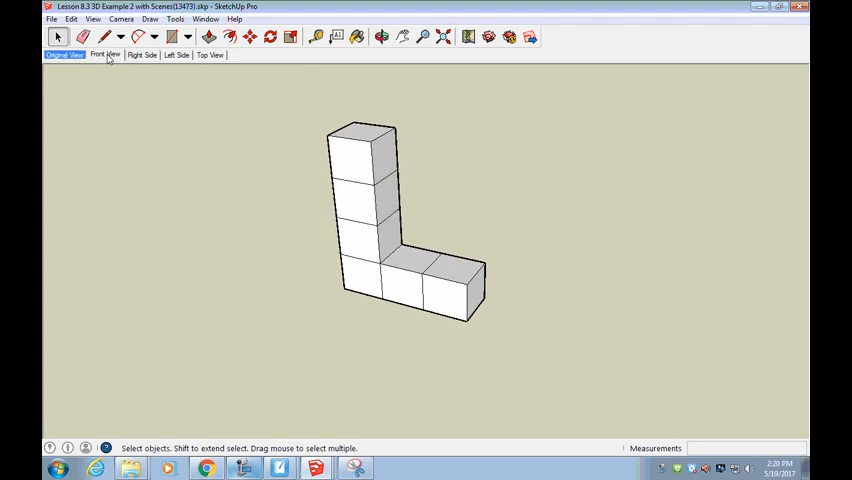 Lesson 8.3 3D Example 2 with Scenes(13473).skp - SketchUp Pro
File Edit View Camera Draw Tools Window Help
Original View Front View Right Side Left Side Top View
Select objects. Shift to extend select. Drag mouse to select multiple. Measurements
2:20 PM
5/19/2017